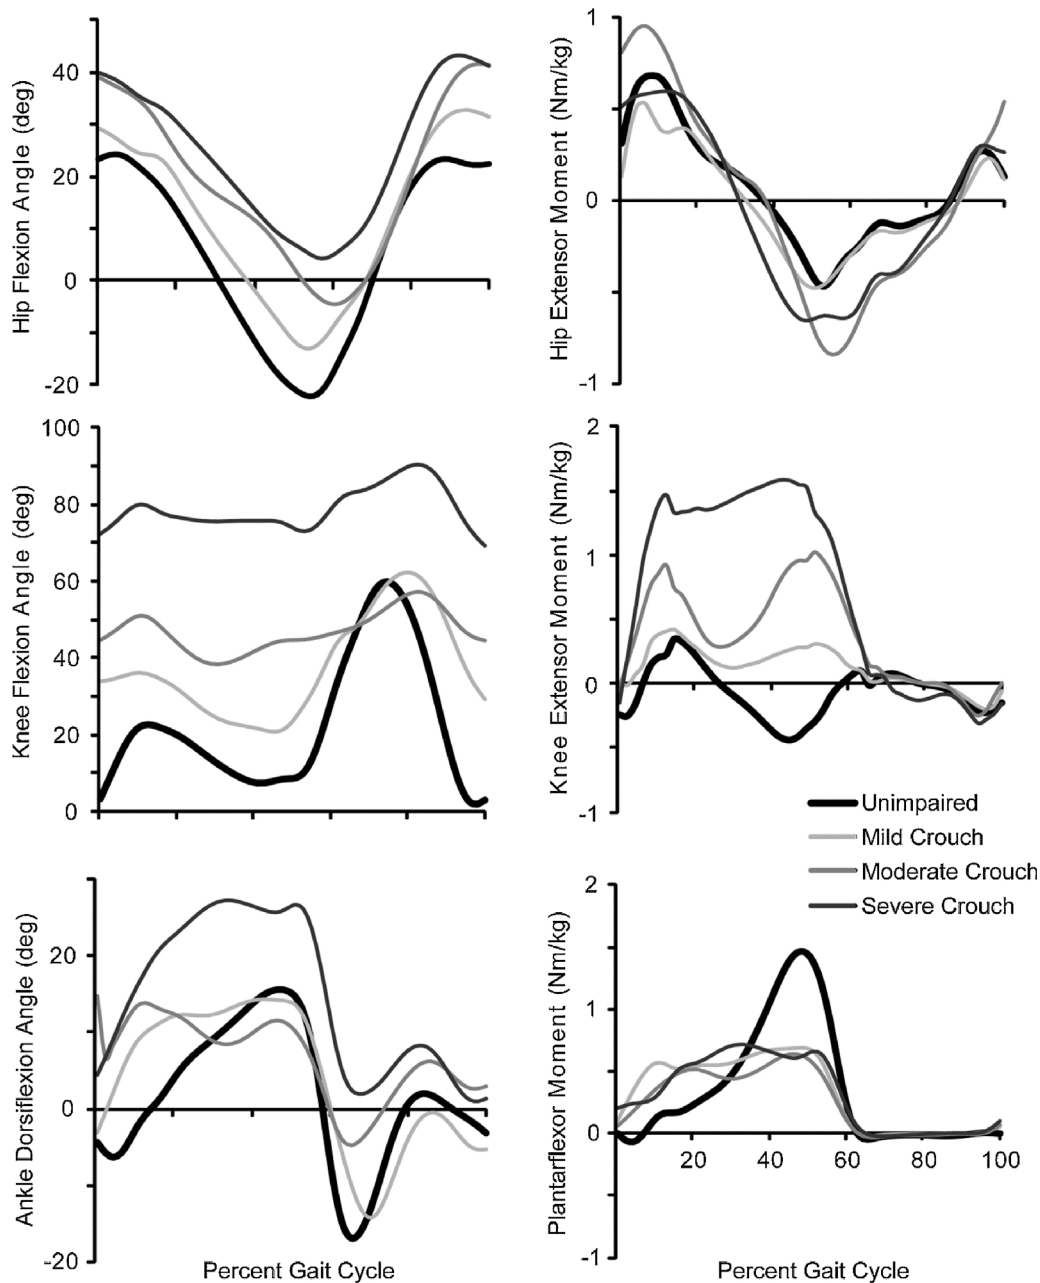 Hip Flexion Angle (deg)
40
20
0
-20
Hip Extensor Moment (Nm/kg)
1
0
-1
Knee Flexion Angle (deg)
100
80
60
40
20
0
Knee Extensor Moment (Nm/kg)
2
1
0
-1
Unimpaired
Mild Crouch
Moderate Crouch
Severe Crouch
Ankle Dorsiflexion Angle (deg)
20
0
-20
Percent Gait Cycle
Plantarflexor Moment (Nm/kg)
2
1
0
-1
20 40 60 80 100
Percent Gait Cycle